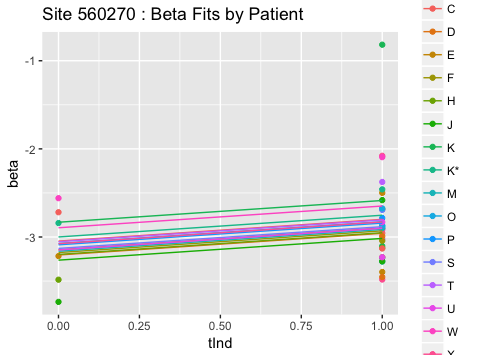 Site 560270 : Beta Fits by Patient
beta
-1
-2
-3
0.00 0.25 0.50 0.75 1.00
tInd
C
D
E
F
H
J
K
K*
M
O
P
S
T
U
W